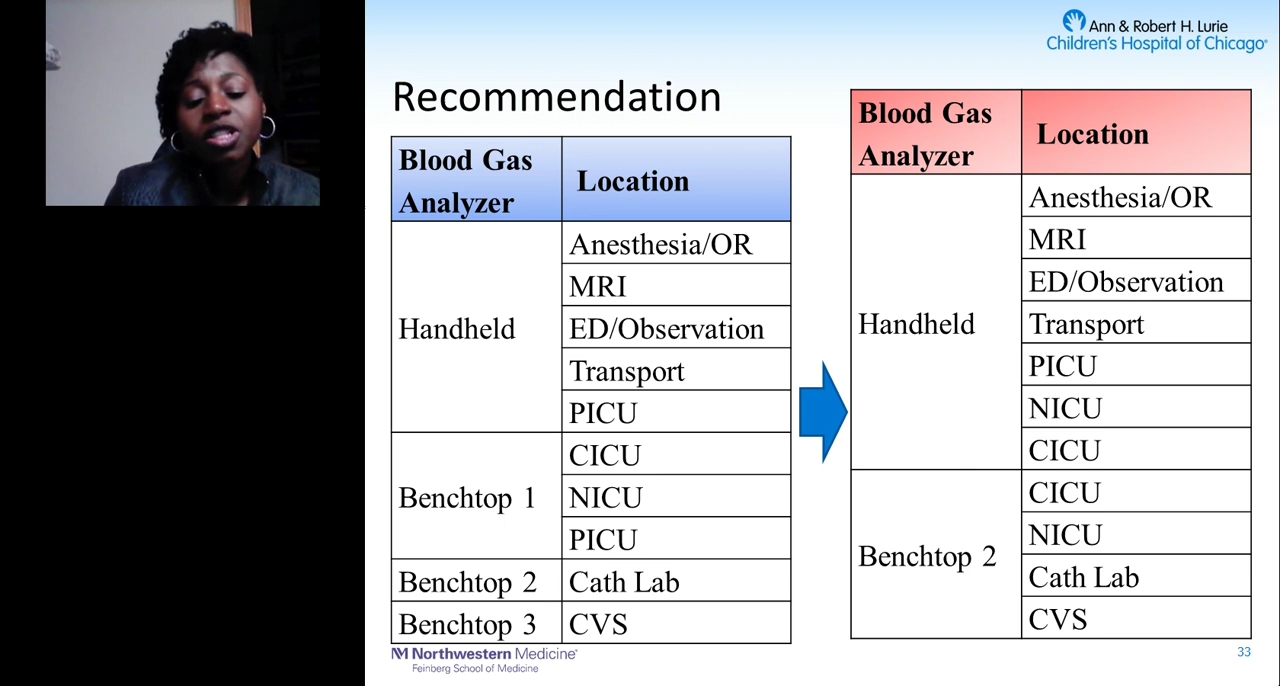 Ann & Robert H. Lurie
Children's Hospital of Chicago®
Recommendation
Blood Gas Analyzer Location
Handheld
Anesthesia/OR
MRI
ED/Observation
Transport
PICU
Benchtop 1
CICU
NICU
PICU
Benchtop 2 Cath Lab
Benchtop 3 CVS
Blood Gas Analyzer Location
Handheld
Anesthesia/OR
MRI
ED/Observation
Transport
PICU
NICU
CICU
Benchtop 2
CICU
NICU
Cath Lab
CVS
Northwestern Medicine®
Feinberg School of Medicine
33